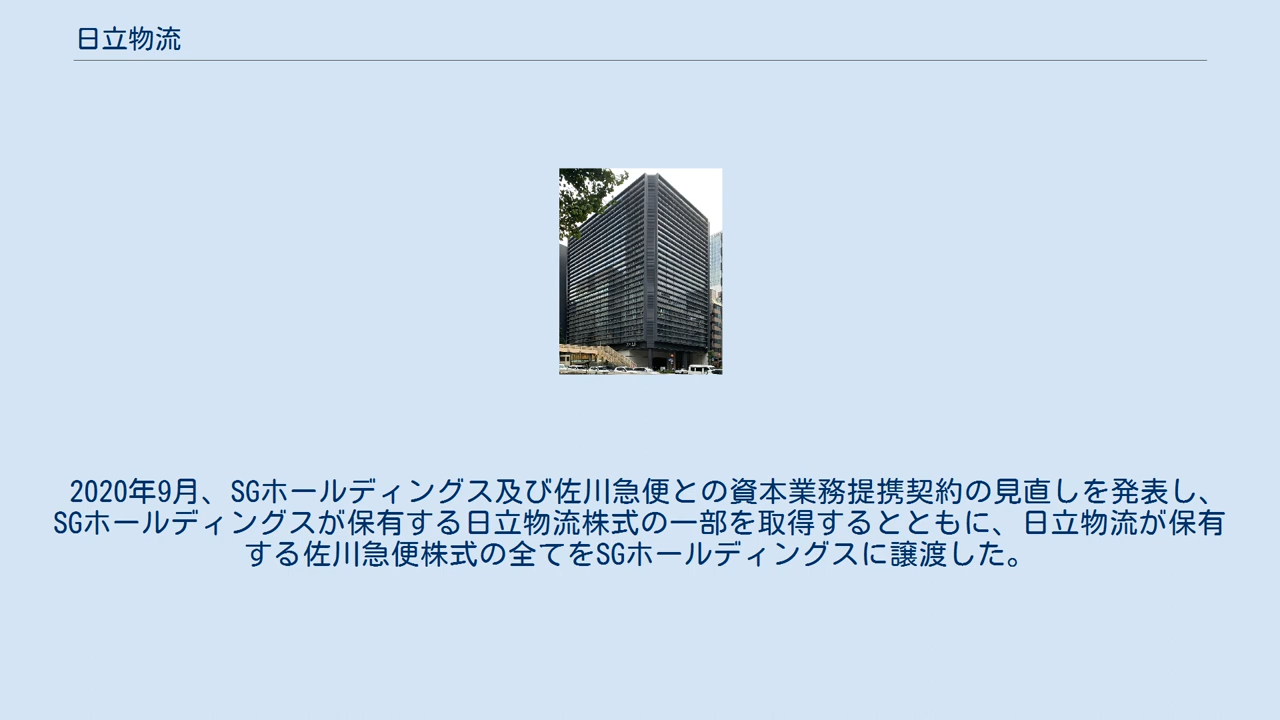 日立物流
2020年9月、SGホールディングス及び佐川急便との資本業務提携契約の見直しを発表し、
SGホールディングスが保有する日立物流株式の一部を取得するとともに、日立物流が保有
する佐川急便株式の全てをSGホールディングスに譲渡した。